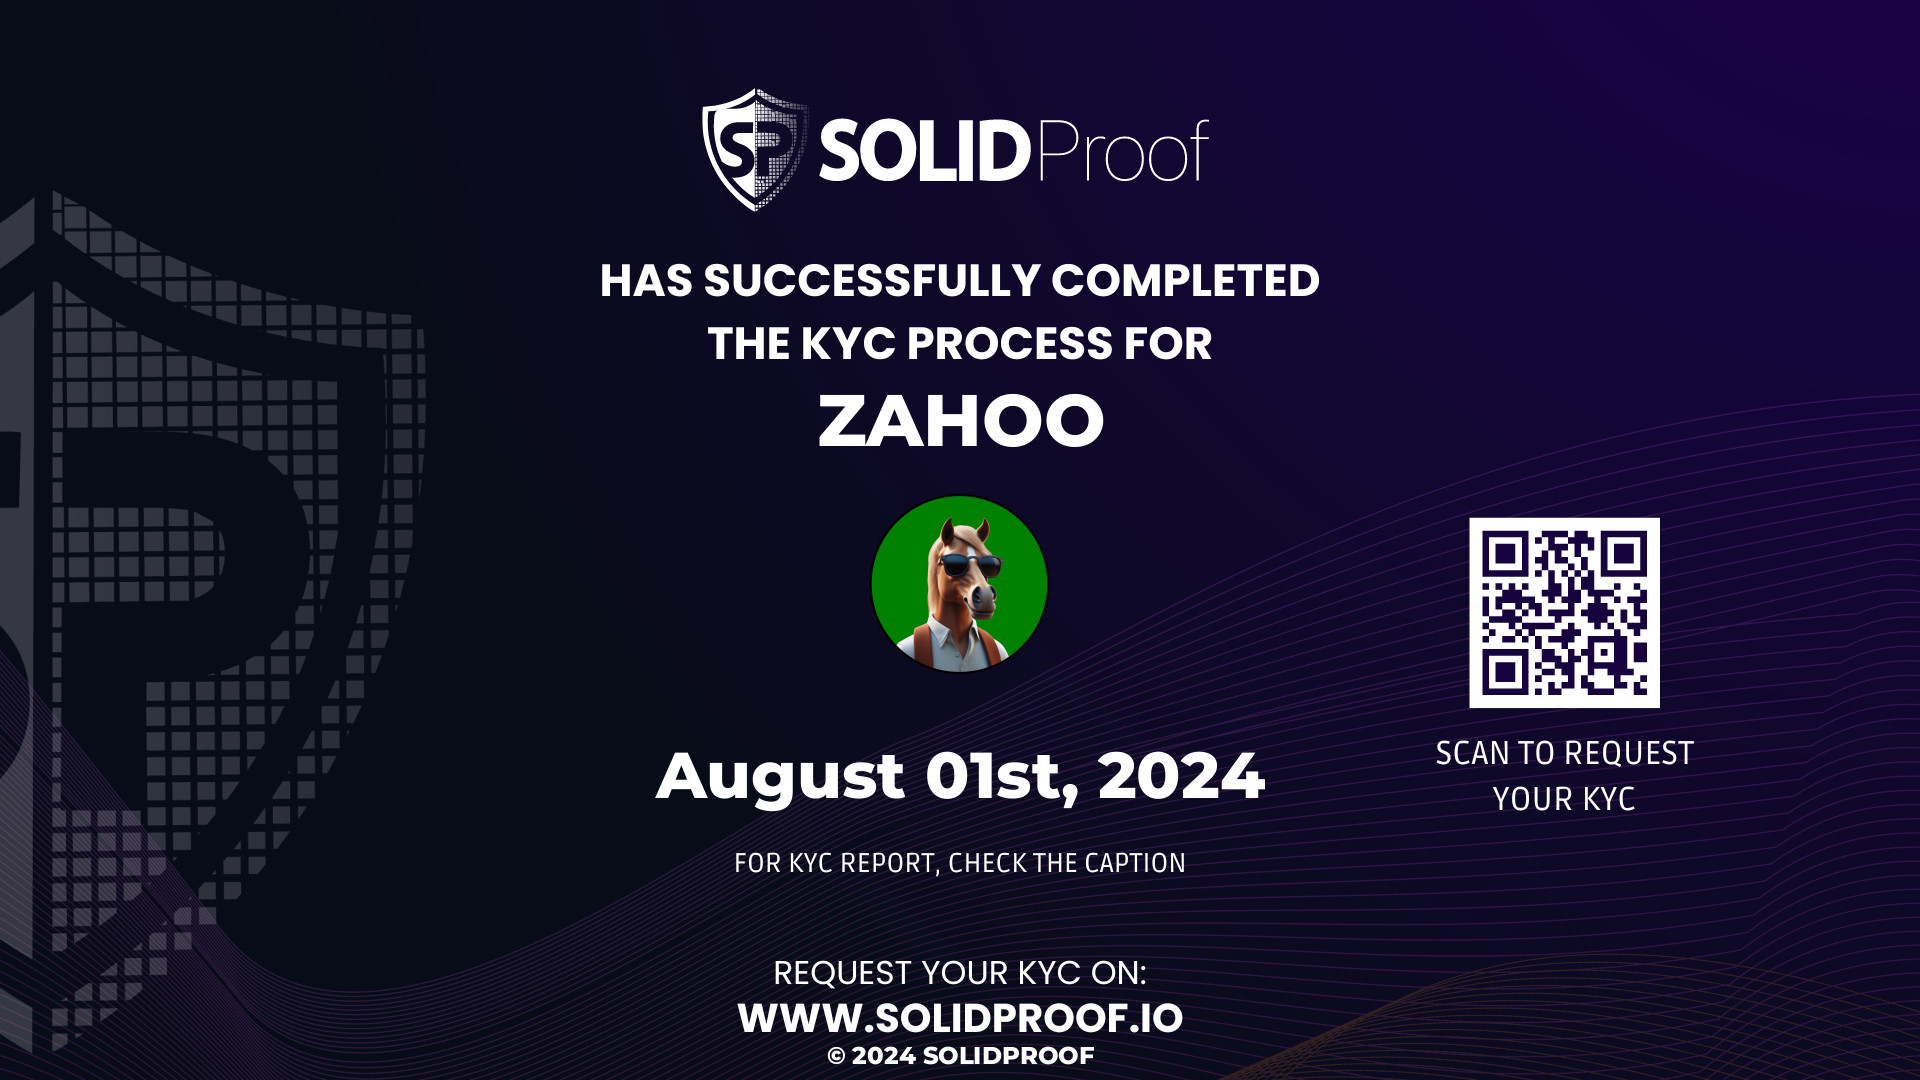 SP SOLIDProof
HAS SUCCESSFULLY COMPLETED
THE KYC PROCESS FOR
ZAHOO
August 01st, 2024
SCAN TO REQUEST
YOUR KYC
FOR KYC REPORT, CHECK THE CAPTION
REQUEST YOUR KYC ON:
WWW.SOLIDPROOF.IO
© 2024 SOLIDPROOF